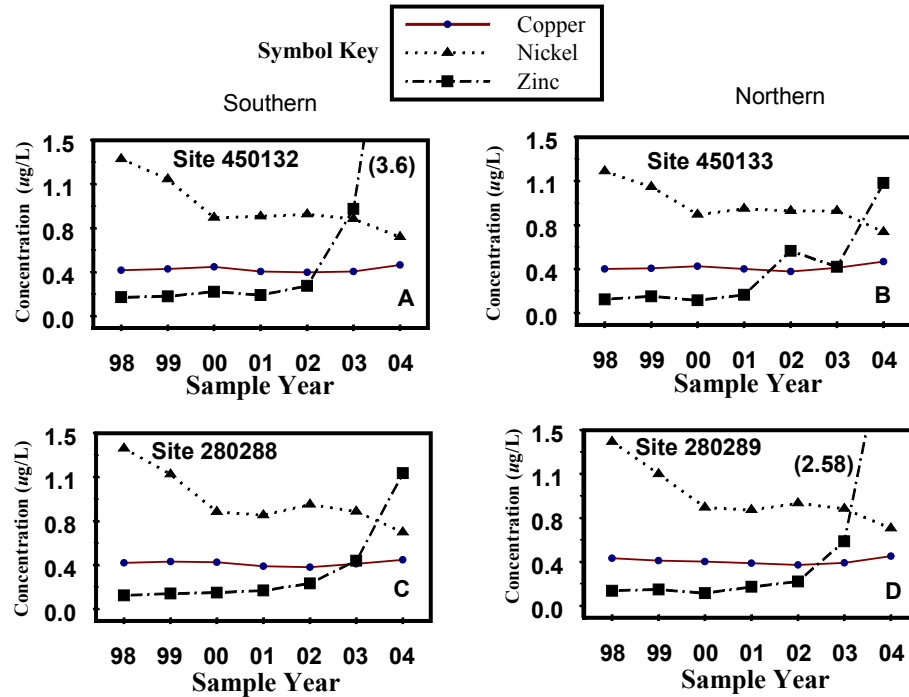 Symbol Key
Copper
Nickel
Zinc
Southern
Northern
Concentration (ug/L)
1.5
1.1
0.8
0.4
0.0
Site 450132
(3.6)
A
98 99 00 01 02 03 04
Sample Year
Concentration (ug/L)
1.5
1.1
0.8
0.4
0.0
Site 450133
B
98 99 00 01 02 03 04
Sample Year
Concentration (ug/L)
1.5
1.1
0.8
0.4
0.0
Site 280288
C
98 99 00 01 02 03 04
Sample Year
Concentration (ug/L)
1.5
1.1
0.8
0.4
0.0
Site 280289
(2.58)
D
98 99 00 01 02 03 04
Sample Year